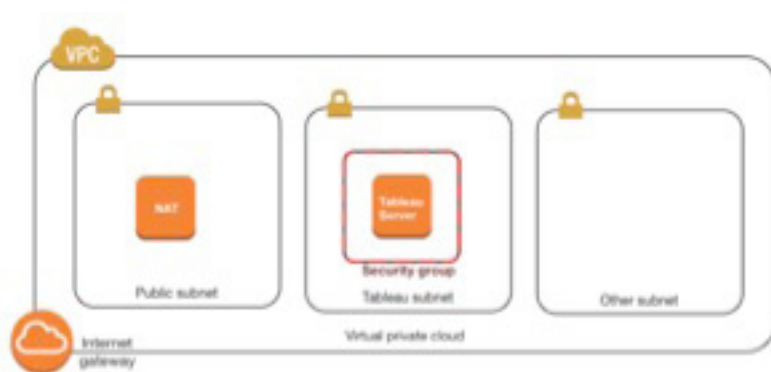 VPC
NAT
Tableau
Server
Security group
Public subnet
Tableau subnet
Other subnet
Virtual private cloud
Internet
gateway